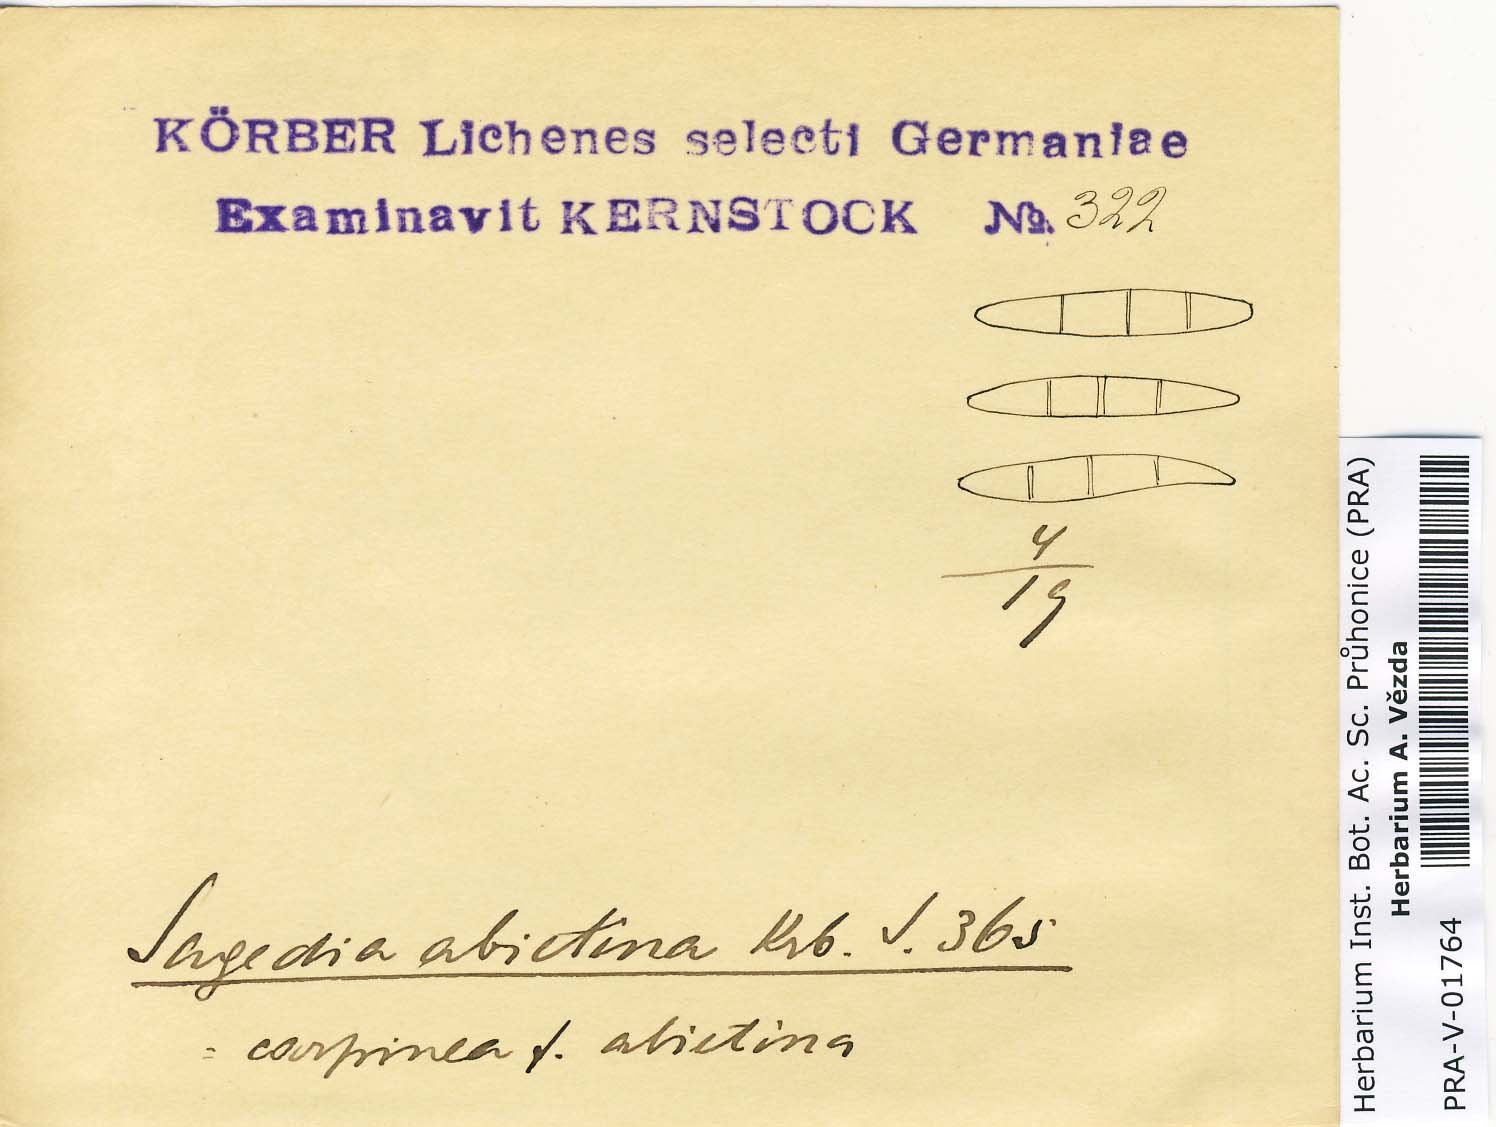 KÖRBER Lichenes selecti Germaniae
Examinavit KERNSTOCK No. 322
4
19
Sagedia abietina Krb. S. 365
= carpinea f. abietina
Herbarium Inst. Bot. Ac. Sc. Průhonice (PRA)
Herbarium A. Vězda
PRA-V-01764